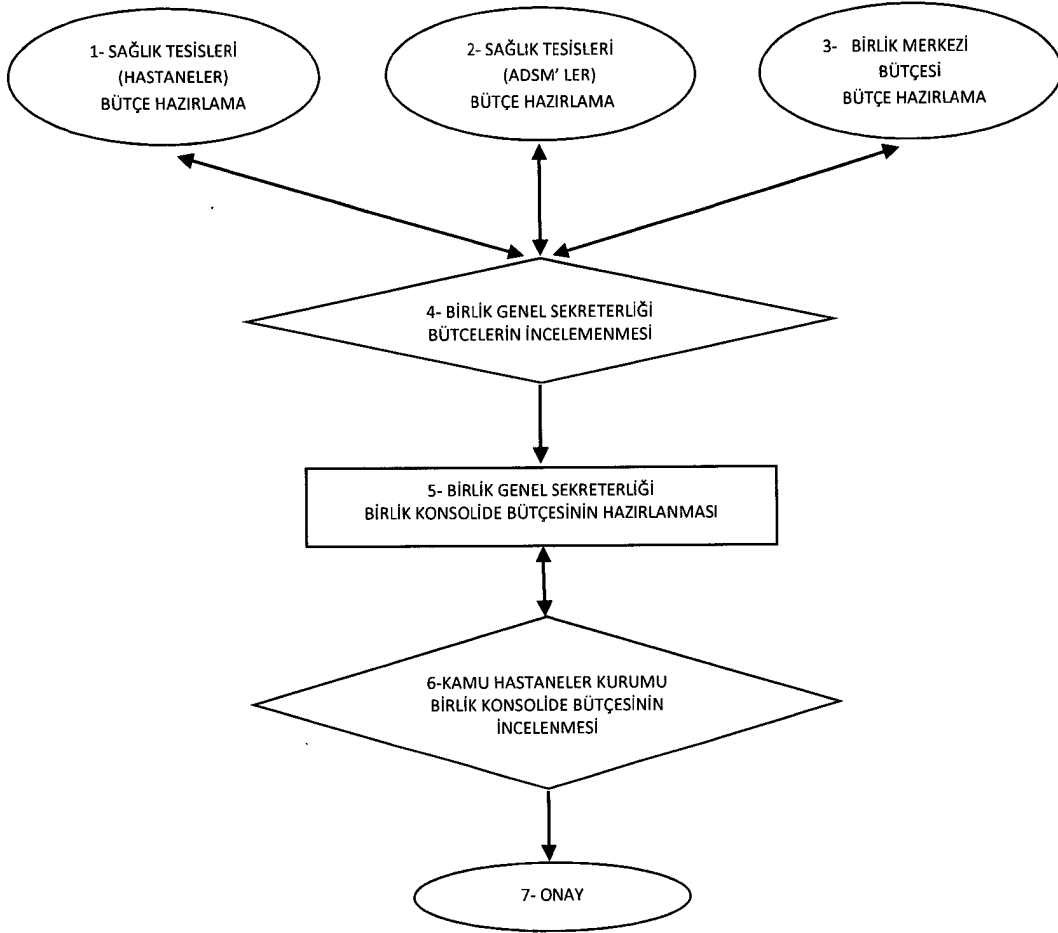 1- SAĞLIK TESİSLERİ
(HASTANELER)
BÜTÇE HAZIRLAMA
2- SAĞLIK TESİSLERİ
(ADSM' LER)
BÜTÇE HAZIRLAMA
3- BİRLİK MERKEZİ
BÜTÇESİ
BÜTÇE HAZIRLAMA
4- BİRLİK GENEL SEKRETERLİĞİ
BÜTCELERİN İNCELEMENMESİ
5- BİRLİK GENEL SEKRETERLİĞİ
BİRLİK KONSOLİDE BÜTÇESİNİN HAZIRLANMASI
6-KAMU HASTANELER KURUMU
BİRLİK KONSOLİDE BÜTÇESİNİN
İNCELENMESİ
7- ONAY